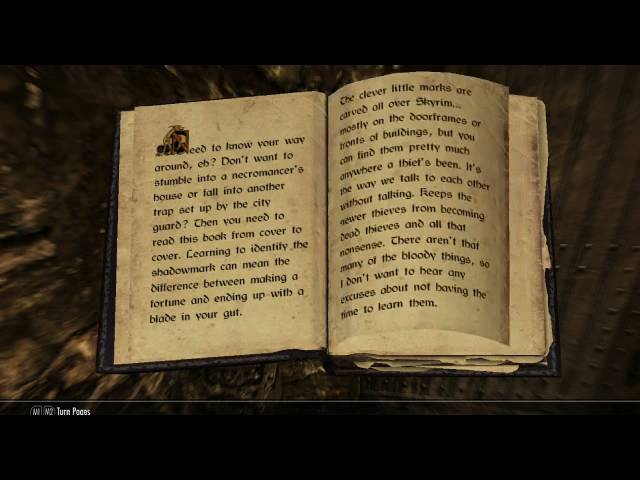 Need to know your way
around, eh? Don't want to
stumble into a necromancer's
house or fall into another
trap set up by the city
guard? Then you need to
read this book from cover to
cover. Learning to identify the
shadowmark can mean the
difference between making a
fortune and ending up with a
blade in your gut.
The clever little marks are
carved all over Skyrim...
mostly on the doorframes or
fronts of buildings, but you
can find them pretty much
anywhere a thief's been. It's
the way we talk to each other
without talking. Keeps the
newer thieves from becoming
dead thieves and all that
nonsense. There aren't that
many of the bloody things, so
I don't want to hear any
excuses about not having the
time to learn them.
M1 M2 Turn Pages